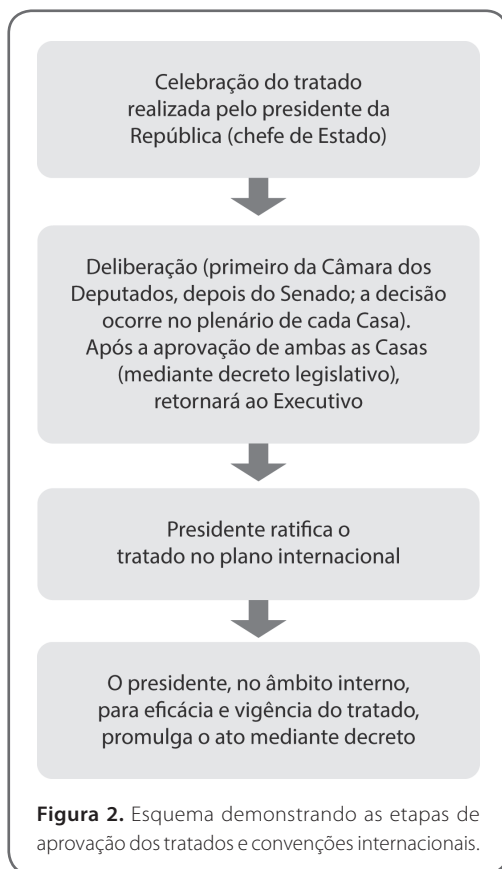 Celebração do tratado
realizada pelo presidente da
República (chefe de Estado)
Deliberação (primeiro da Câmara dos
Deputados, depois do Senado; a decisão
ocorre no plenário de cada Casa).
Após a aprovação de ambas as Casas
(mediante decreto legislativo),
retornará ao Executivo
Presidente ratifica o
tratado no plano internacional
O presidente, no âmbito interno,
para eficácia e vigência do tratado,
promulga o ato mediante decreto
Figura 2. Esquema demonstrando as etapas de
aprovação dos tratados e convenções internacionais.